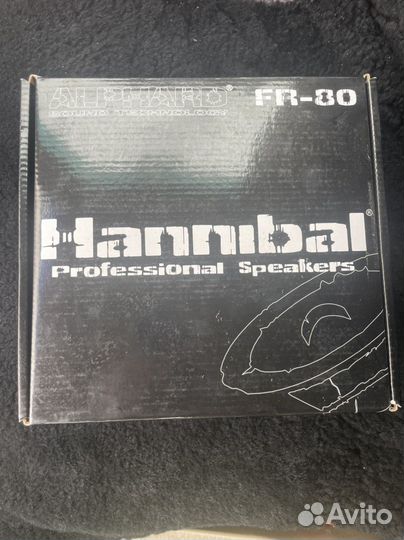 ALPHARD® FR-80
SOUND TECHNOLOGY
Hannibal®
Professional Speakers
Avito